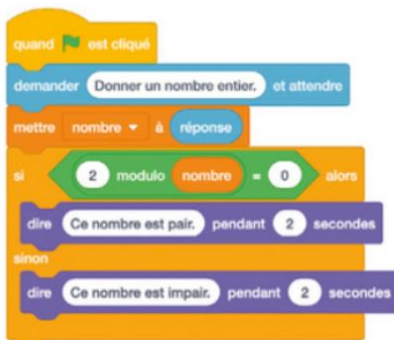 quand est cliqué
demander Donner un nombre entier. et attendre
mettre nombre à réponse
si 2 modulo nombre = 0 alors
dire Ce nombre est pair. pendant 2 secondes
sinon
dire Ce nombre est impair. pendant 2 secondes